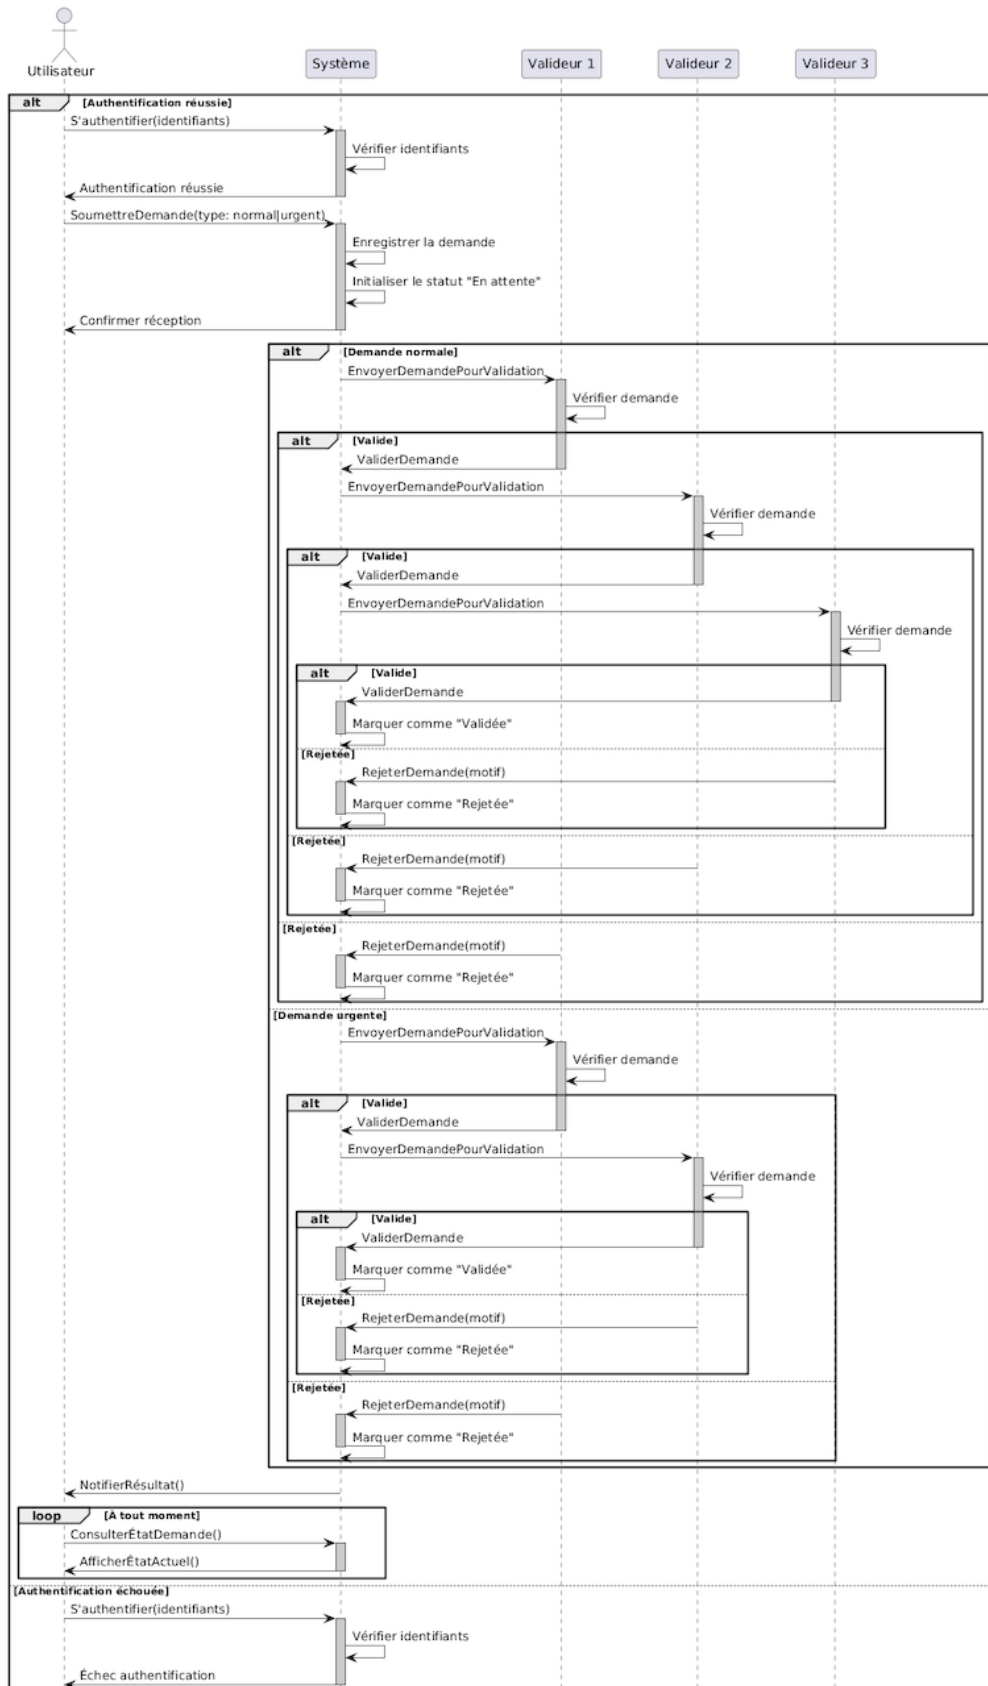 Utilisateur
Système
Valideur 1
Valideur 2
Valideur 3
alt [Authentification réussie]
S'authentifier(identifiants)
Vérifier identifiants
Authentification réussie
SoumettreDemande(type: normal|urgent)
Enregistrer la demande
Initialiser le statut "En attente"
Confirmer réception
alt [Demande normale]
EnvoyerDemandePourValidation
Vérifier demande
alt [Valide]
ValiderDemande
EnvoyerDemandePourValidation
Vérifier demande
alt [Valide]
ValiderDemande
EnvoyerDemandePourValidation
Vérifier demande
alt [Valide]
ValiderDemande
Marquer comme "Validée"
[Rejetée]
RejeterDemande(motif)
Marquer comme "Rejetée"
[Rejetée]
RejeterDemande(motif)
Marquer comme "Rejetée"
[Rejetée]
RejeterDemande(motif)
Marquer comme "Rejetée"
[Demande urgente]
EnvoyerDemandePourValidation
Vérifier demande
alt [Valide]
ValiderDemande
EnvoyerDemandePourValidation
Vérifier demande
alt [Valide]
ValiderDemande
Marquer comme "Validée"
[Rejetée]
RejeterDemande(motif)
Marquer comme "Rejetée"
[Rejetée]
RejeterDemande(motif)
Marquer comme "Rejetée"
NotifierRésultat()
loop [À tout moment]
ConsulterÉtatDemande()
AfficherÉtatActuel()
[Authentification échouée]
S'authentifier(identifiants)
Vérifier identifiants
Échec authentification